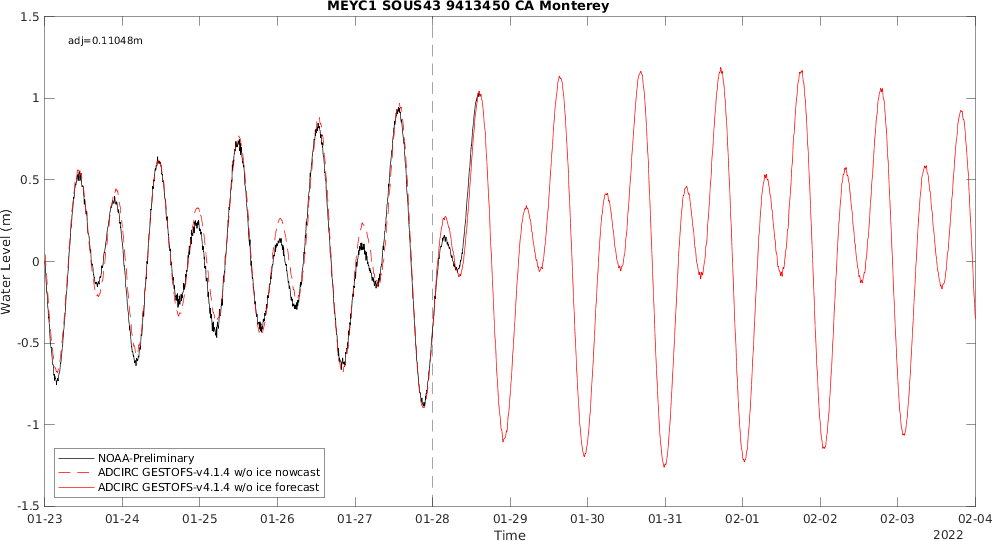 MEYC1 SOUS43 9413450 CA Monterey
adj=0.11048m
Water Level (m)
1.5
1
0.5
0
-0.5
-1
-1.5
NOAA-Preliminary
ADCIRC GESTOFS-v4.1.4 w/o ice nowcast
ADCIRC GESTOFS-v4.1.4 w/o ice forecast
01-23 01-24 01-25 01-26 01-27 01-28 01-29 01-30 01-31 02-01 02-02 02-03 02-04
Time
2022